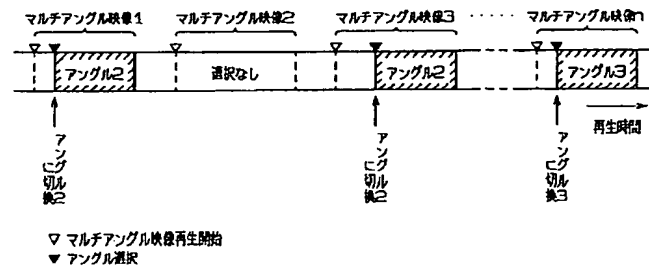 マルチアングル映像1 マルチアングル映像2 マルチアングル映像3 ····· マルチアングル映像n
アングル2 選択なし アングル2 アングル3
再生時間
アングル2に切換
アングル2に切換
アングル3に切換
▽ マルチアングル映像再生開始
▼ アングル選択